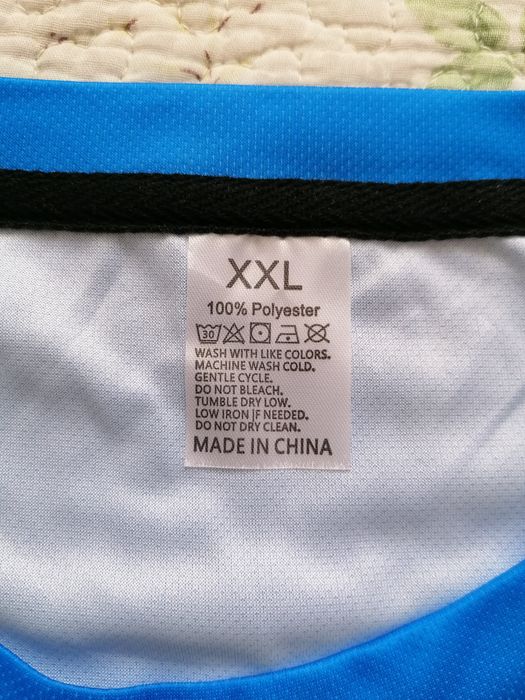 XXL
100% Polyester
30
WASH WITH LIKE COLORS.
MACHINE WASH COLD.
GENTLE CYCLE.
DO NOT BLEACH.
TUMBLE DRY LOW.
LOW IRON |F NEEDED.
DO NOT DRY CLEAN.
MADE IN CHINA